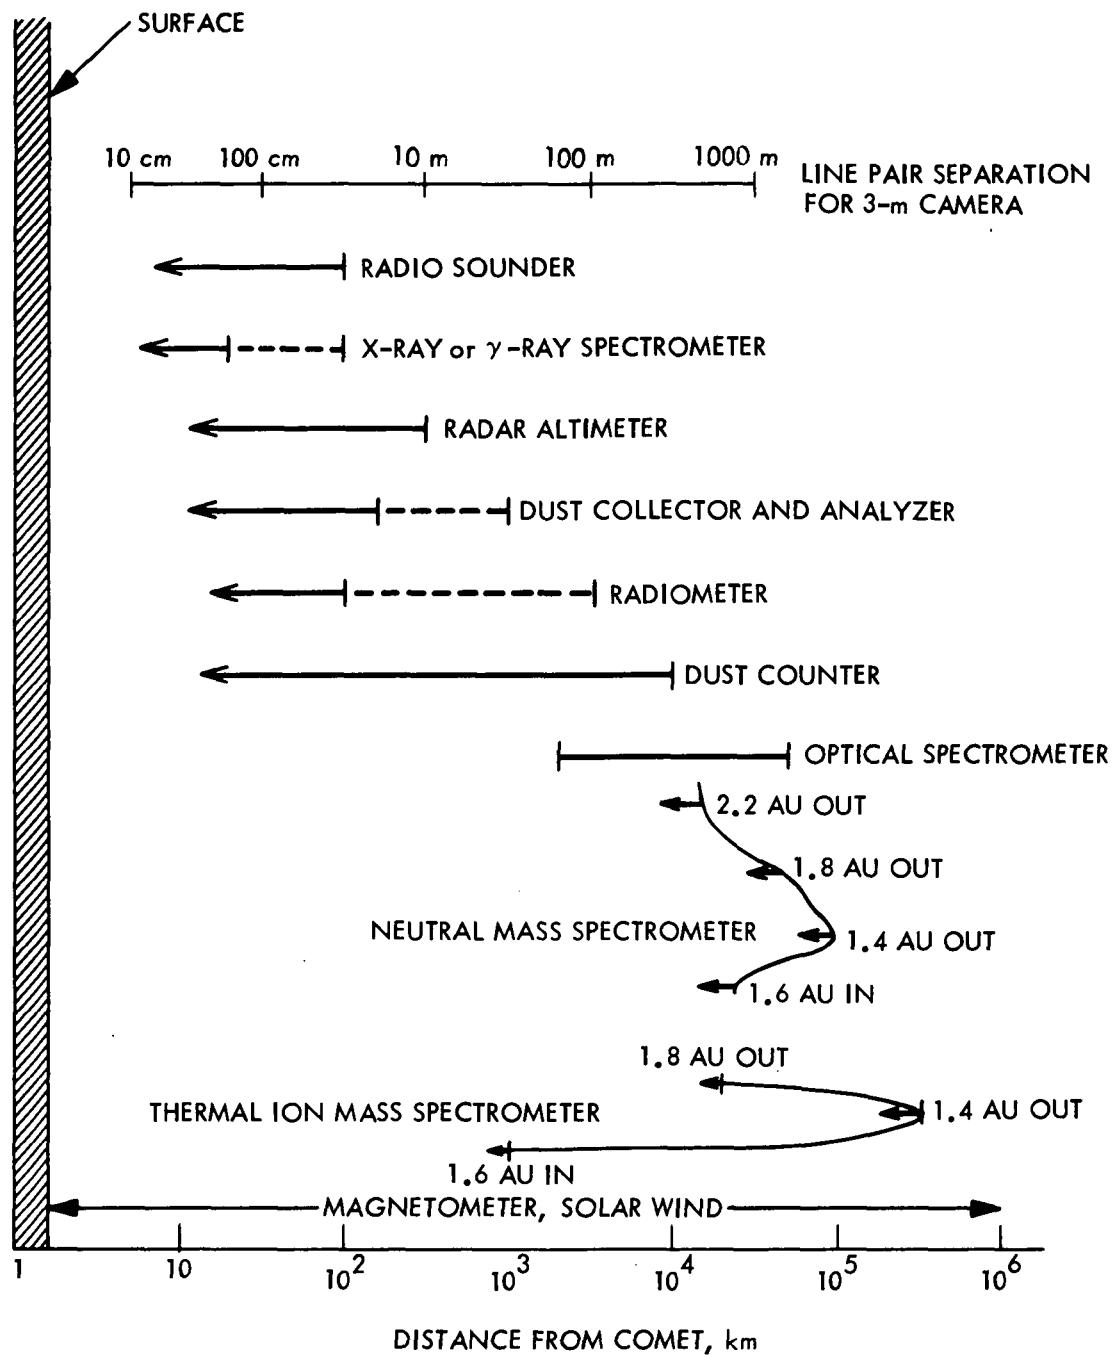 SURFACE
10 cm 100 cm 10 m 100 m 1000 m
LINE PAIR SEPARATION
FOR 3-m CAMERA
RADIO SOUNDER
X-RAY or γ-RAY SPECTROMETER
RADAR ALTIMETER
DUST COLLECTOR AND ANALYZER
RADIOMETER
DUST COUNTER
OPTICAL SPECTROMETER
2.2 AU OUT
1.8 AU OUT
NEUTRAL MASS SPECTROMETER
1.4 AU OUT
1.6 AU IN
1.8 AU OUT
THERMAL ION MASS SPECTROMETER
1.4 AU OUT
1.6 AU IN
MAGNETOMETER, SOLAR WIND
1 10 10² 10³ 10⁴ 10⁵ 10⁶
DISTANCE FROM COMET, km